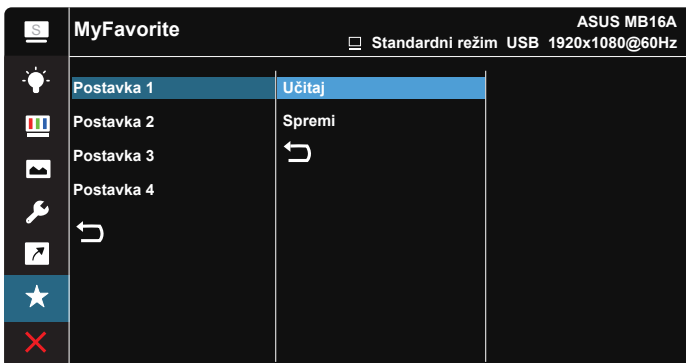 S
MyFavorite
ASUS MB16A
Standardni režim USB 1920x1080@60Hz
Postavka 1
Učitaj
Postavka 2
Spremi
Postavka 3
Postavka 4